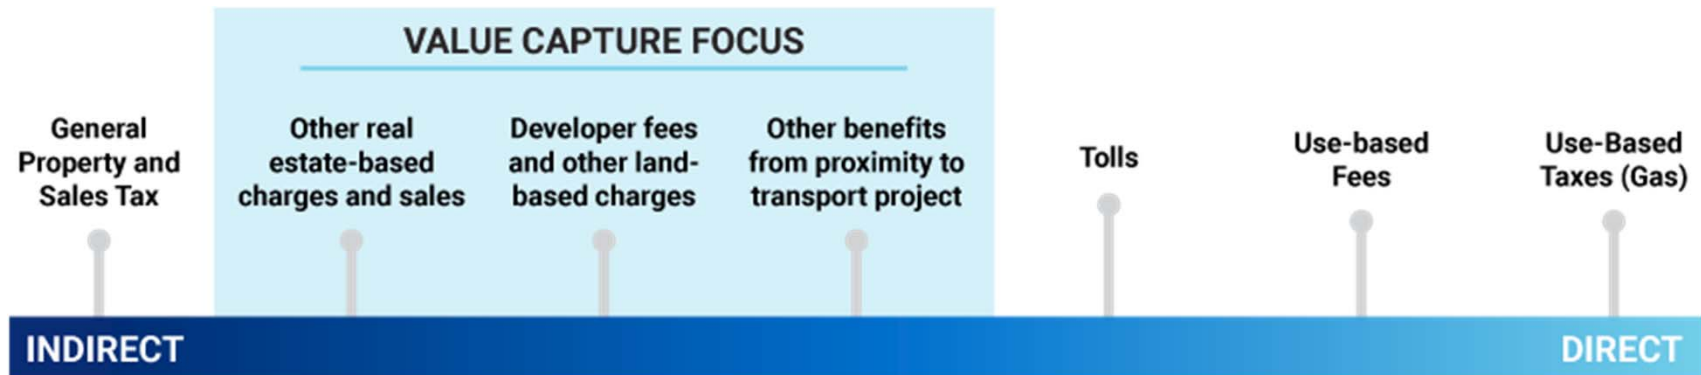 VALUE CAPTURE FOCUS
General
Property and
Sales Tax
Other real
estate-based
charges and sales
Developer fees
and other land-
based charges
Other benefits
from proximity to
transport project
Tolls
Use-based
Fees
Use-Based
Taxes (Gas)
INDIRECT
DIRECT